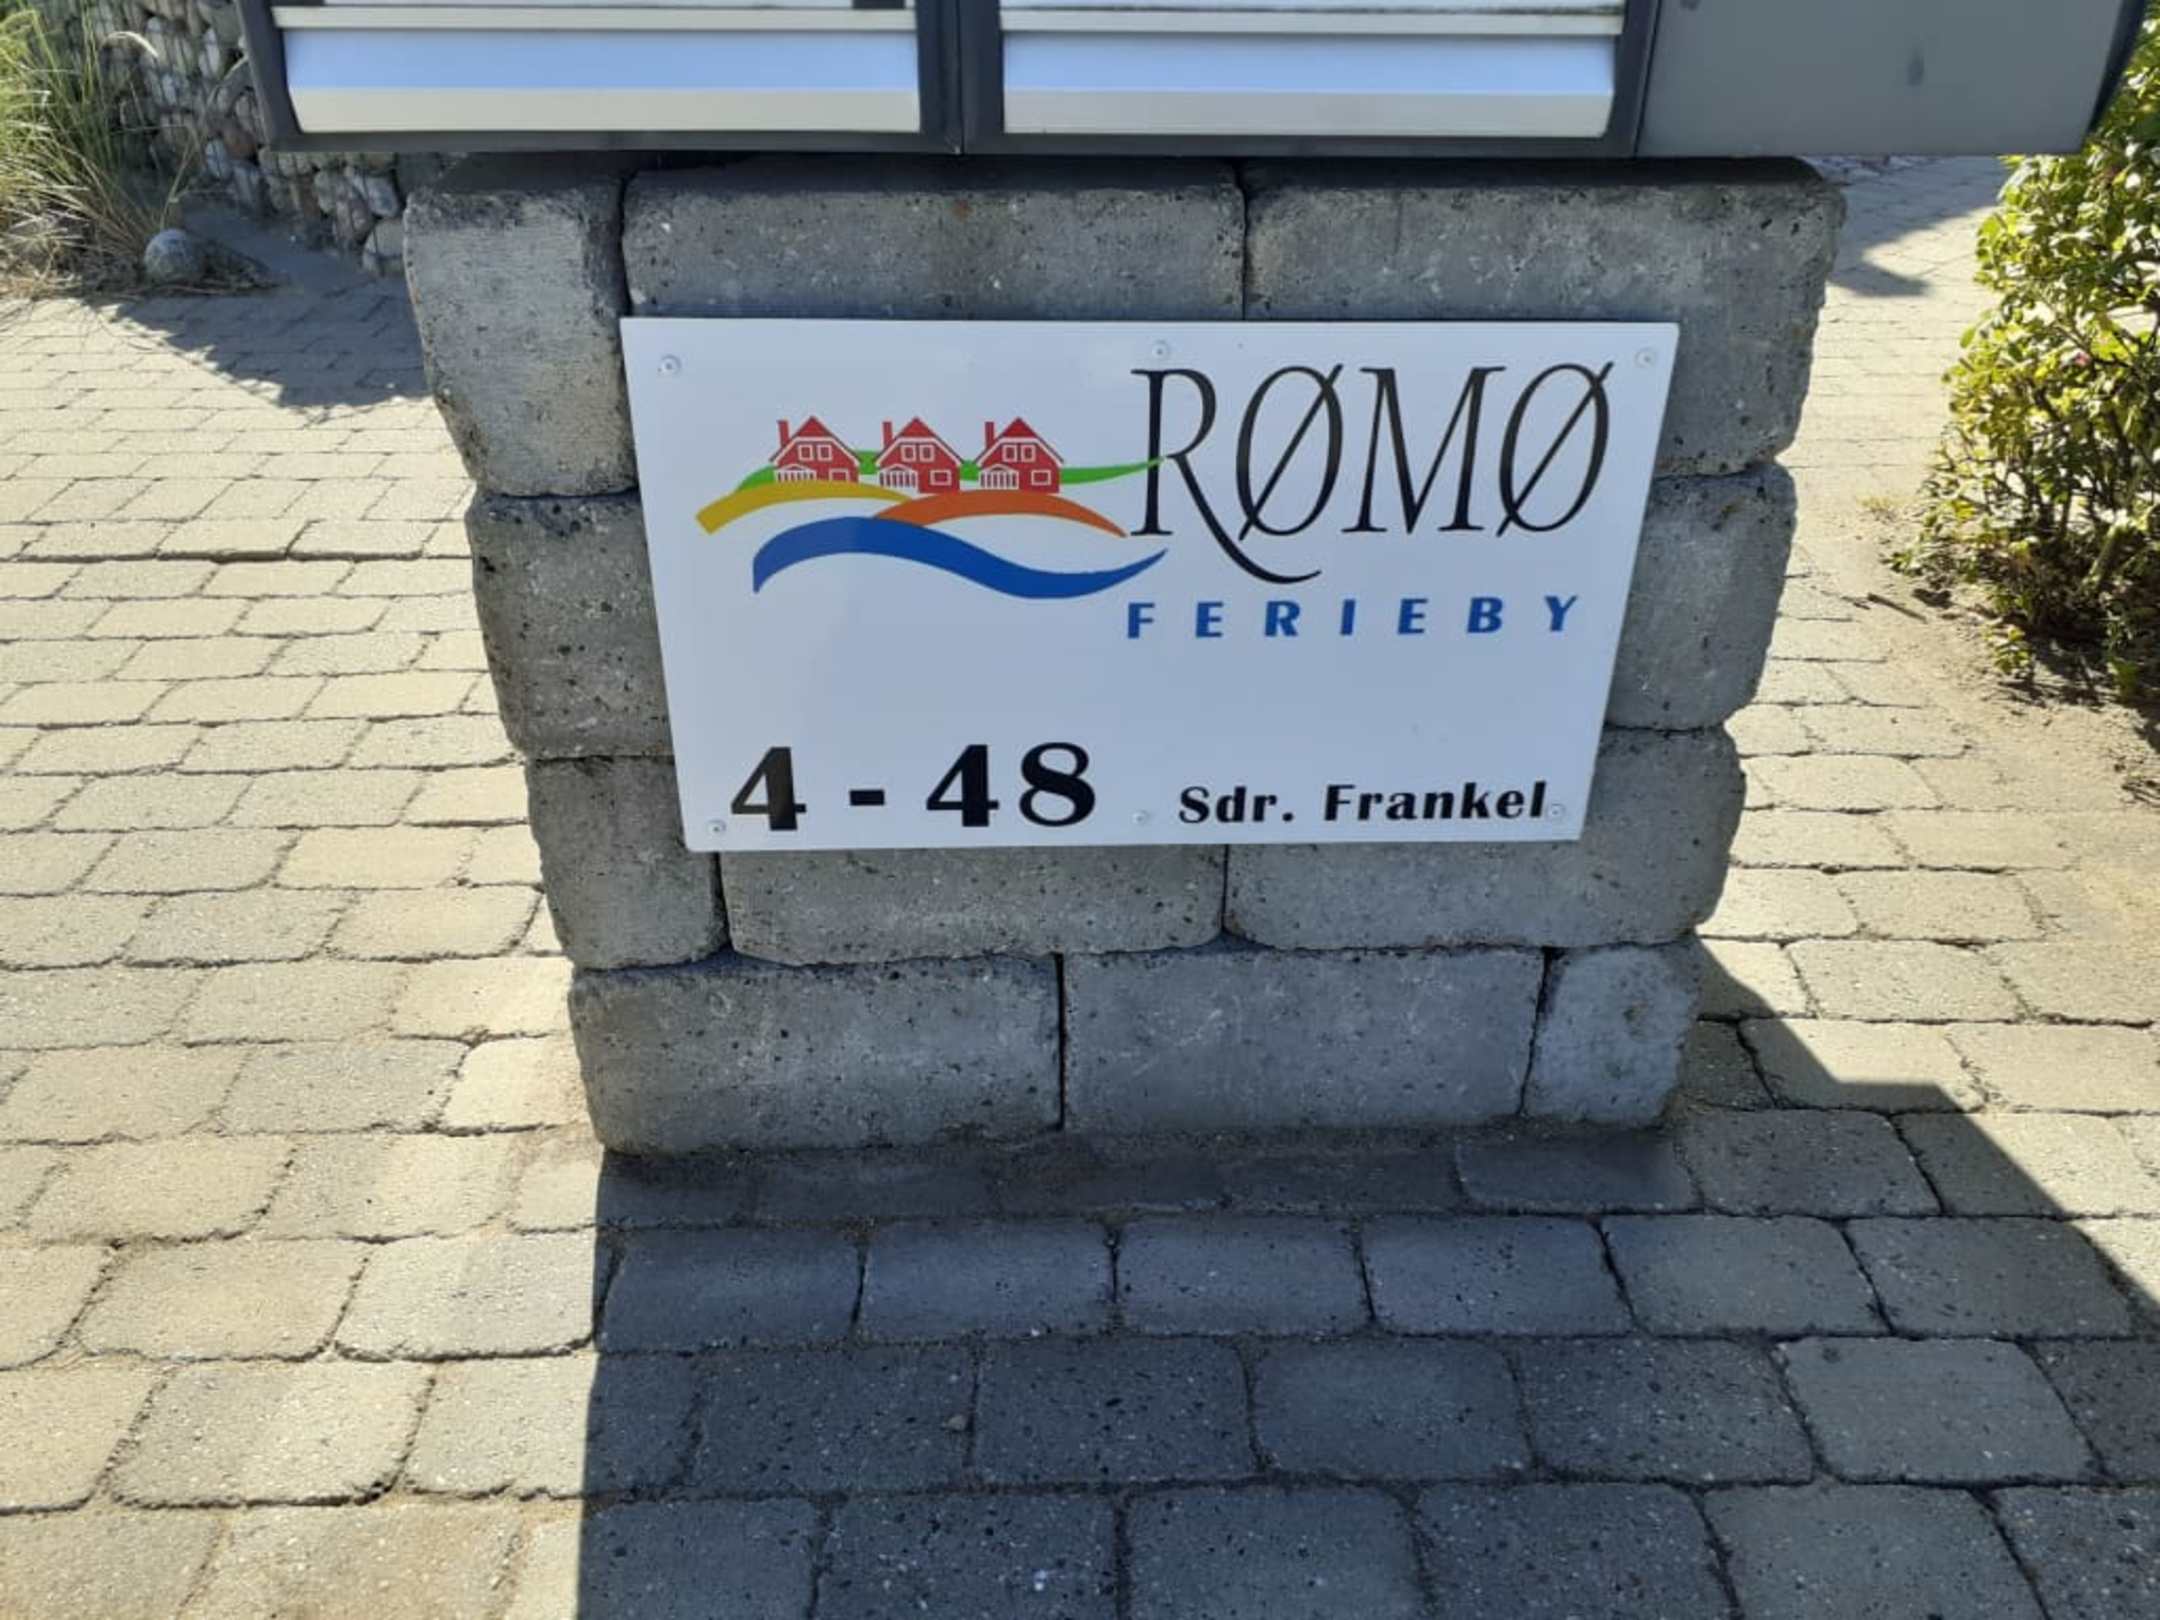 RØMØ
FERIEBY
4 - 48 Sdr. Frankel